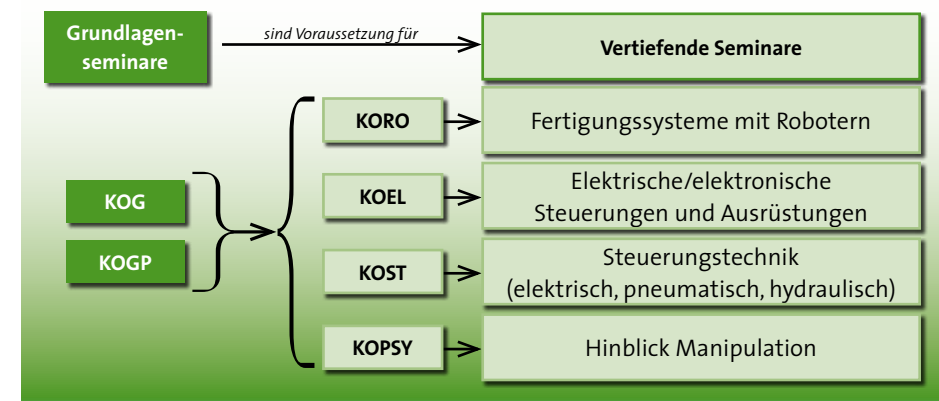 Grundlagen-
seminare
sind Voraussetzung für
Vertiefende Seminare
KOG
KOGP
KORO
Fertigungssysteme mit Robotern
KOEL
Elektrische/elektronische
Steuerungen und Ausrüstungen
KOST
Steuerungstechnik
(elektrisch, pneumatisch, hydraulisch)
KOPSY
Hinblick Manipulation